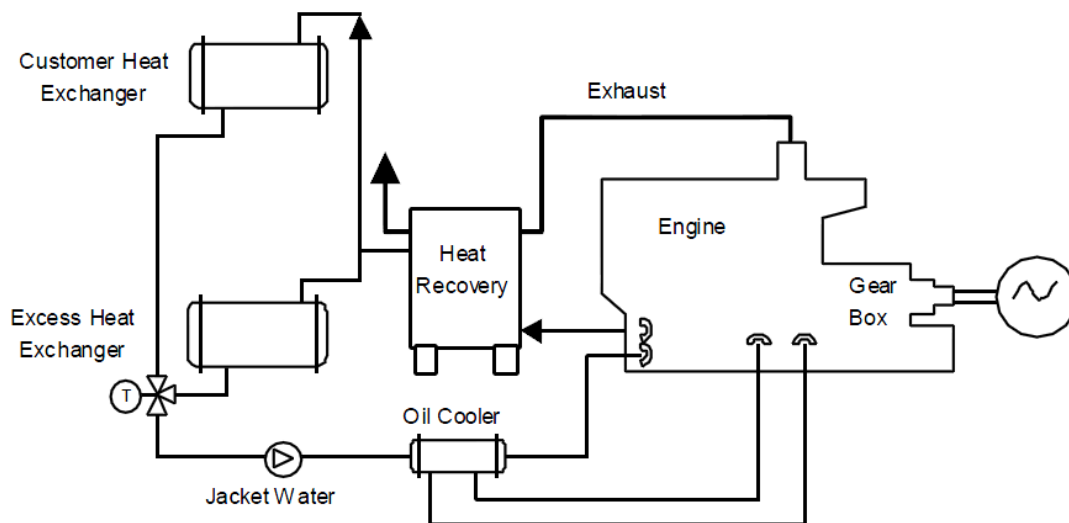 Customer Heat
Exchanger
Exhaust
Engine
Heat
Recovery
Gear
Box
Excess Heat
Exchanger
T
Oil Cooler
Jacket Water